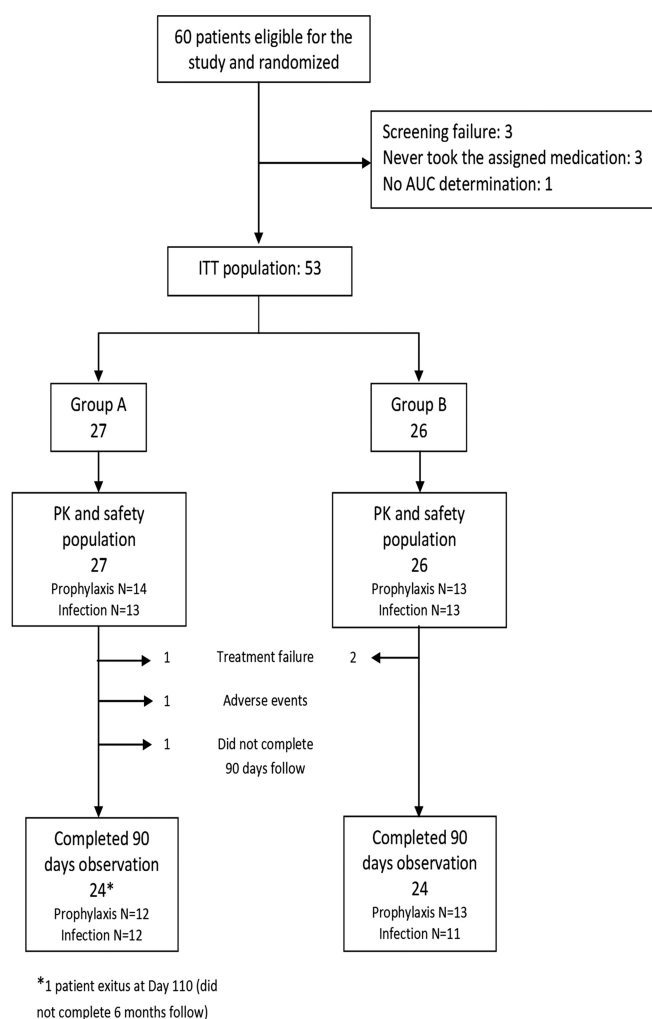 60 patients eligible for the
study and randomized
Screening failure: 3
Never took the assigned medication: 3
No AUC determination: 1
ITT population: 53
Group A
27
Group B
26
PK and safety
population
27
Prophylaxis N=14
Infection N=13
PK and safety
population
26
Prophylaxis N=13
Infection N=13
1 Treatment failure 2
1 Adverse events
1 Did not complete
90 days follow
Completed 90
days observation
24*
Prophylaxis N=12
Infection N=12
Completed 90
days observation
24
Prophylaxis N=13
Infection N=11
*1 patient exitus at Day 110 (did
not complete 6 months follow)